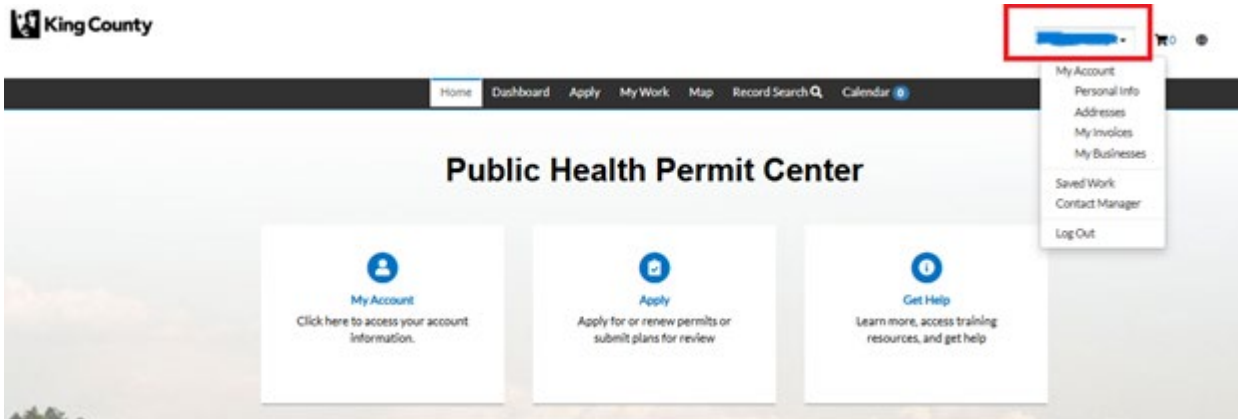 King County
0
My Account
Personal Info
Addresses
My Invoices
My Businesses
Saved Work
Contact Manager
Log Out
Home Dashboard Apply My Work Map Record Search Calendar 0
Public Health Permit Center
My Account
Click here to access your account
information.
Apply
Apply for or renew permits or
submit plans for review
Get Help
Learn more, access training
resources, and get help